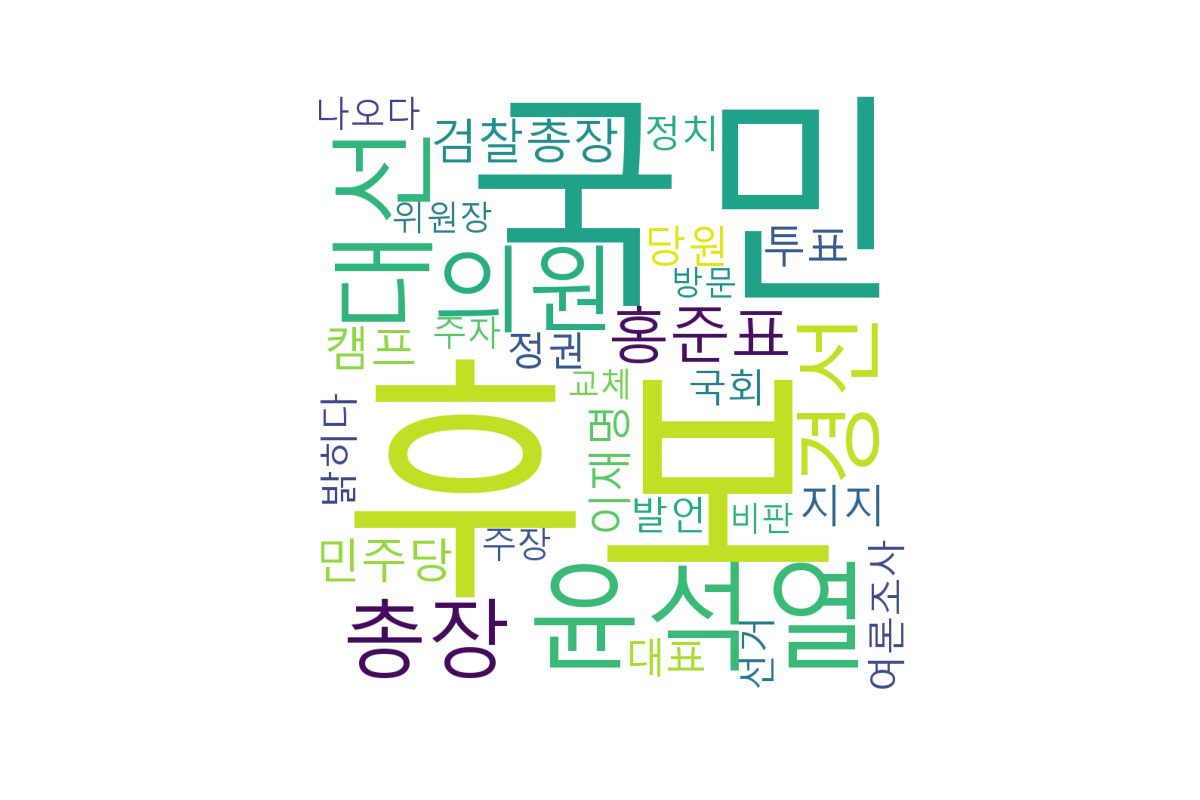 나오다
검찰총장
정치
국민
대선
위원장
의원
당원
투표
방문
캠프
주자
정권
홍준표
경선
교체
국회
후보
밝히다
이재명
발언
비판
지지
민주당
주장
윤석열
여론조사
총장
대표
선거